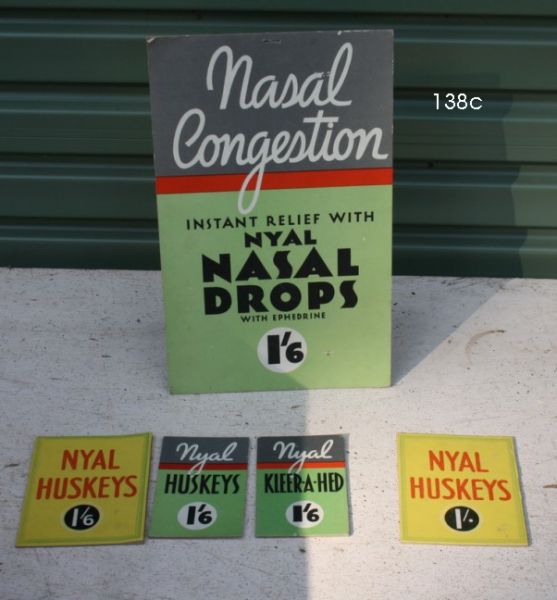 138c
Nasal
Congestion
INSTANT RELIEF WITH
NYAL
NASAL
DROPS
WITH EPHEDRINE
1'6
NYAL
HUSKEYS
1'6
Nyal
HUSKEYS
1'6
Nyal
KLEER-A-HED
1'6
NYAL
HUSKEYS
1'-